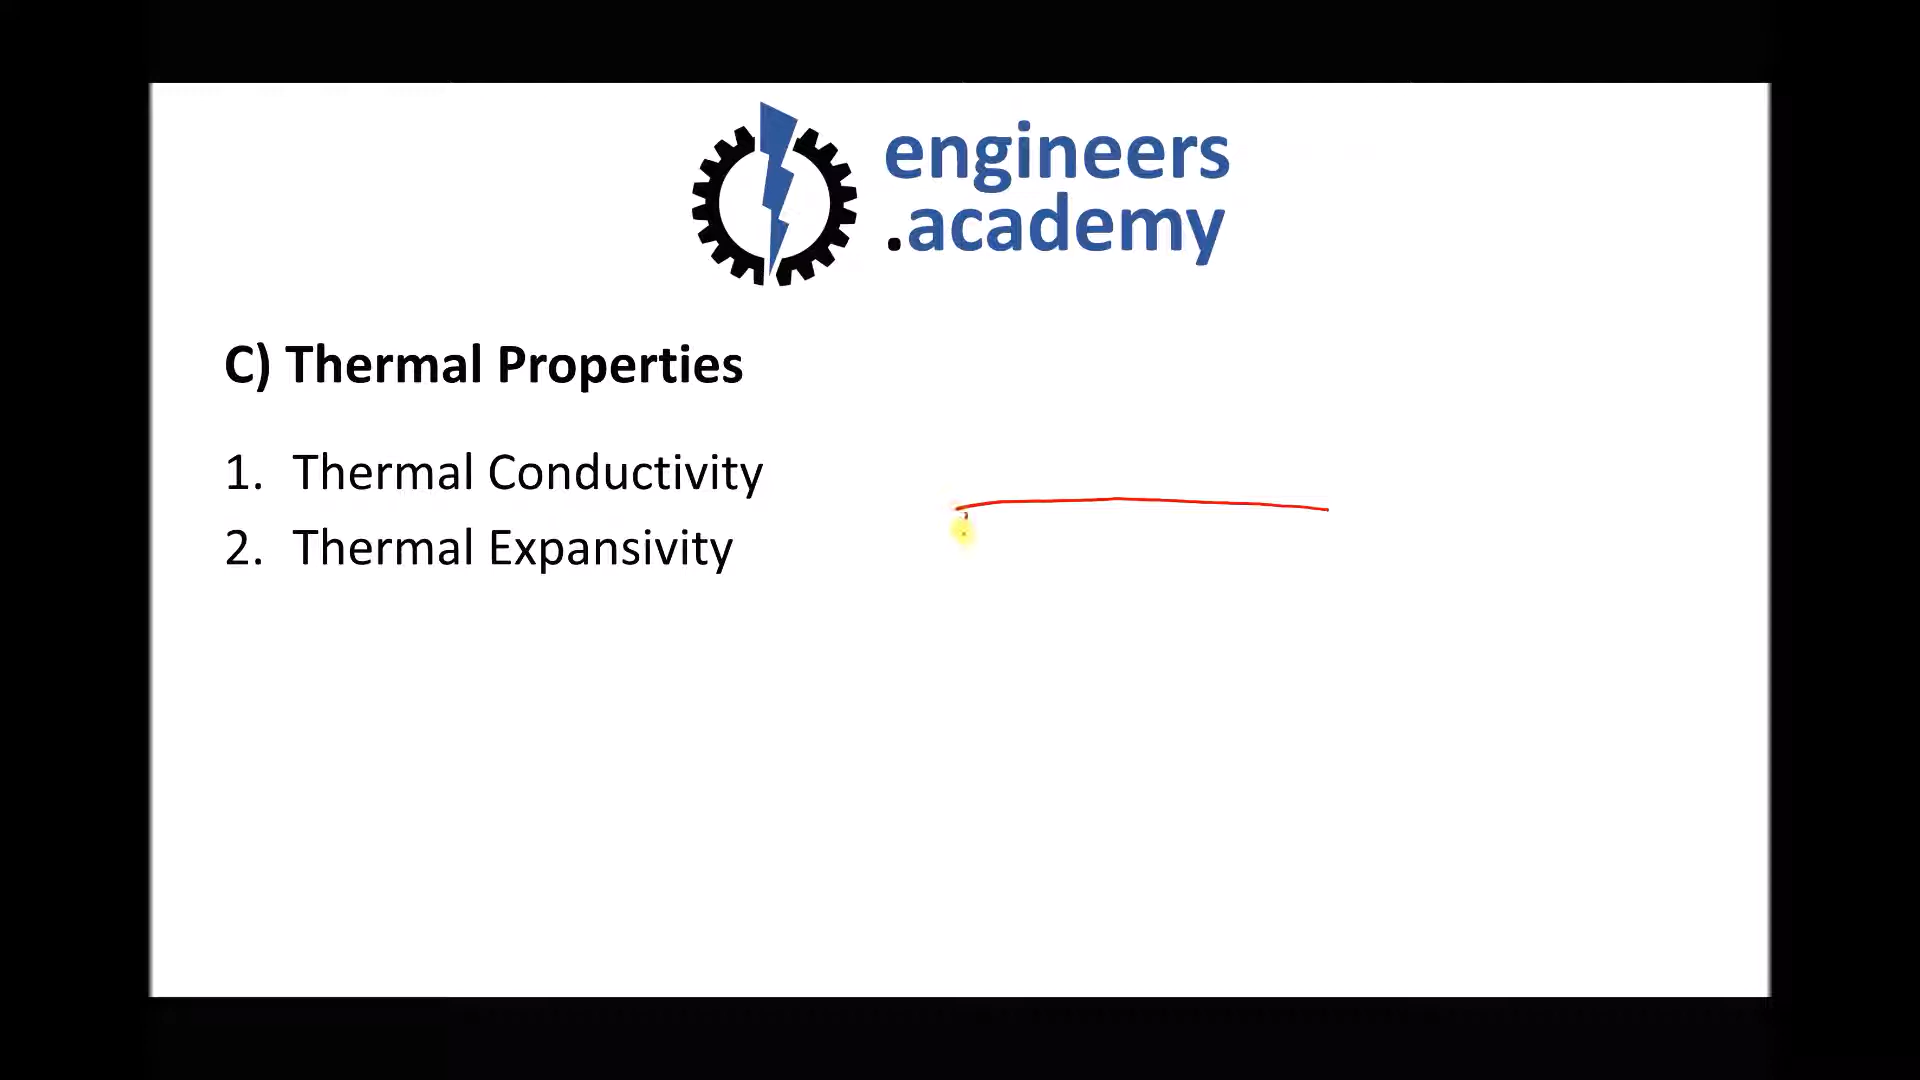 engineers
.academy
C) Thermal Properties
1. Thermal Conductivity
2. Thermal Expansivity